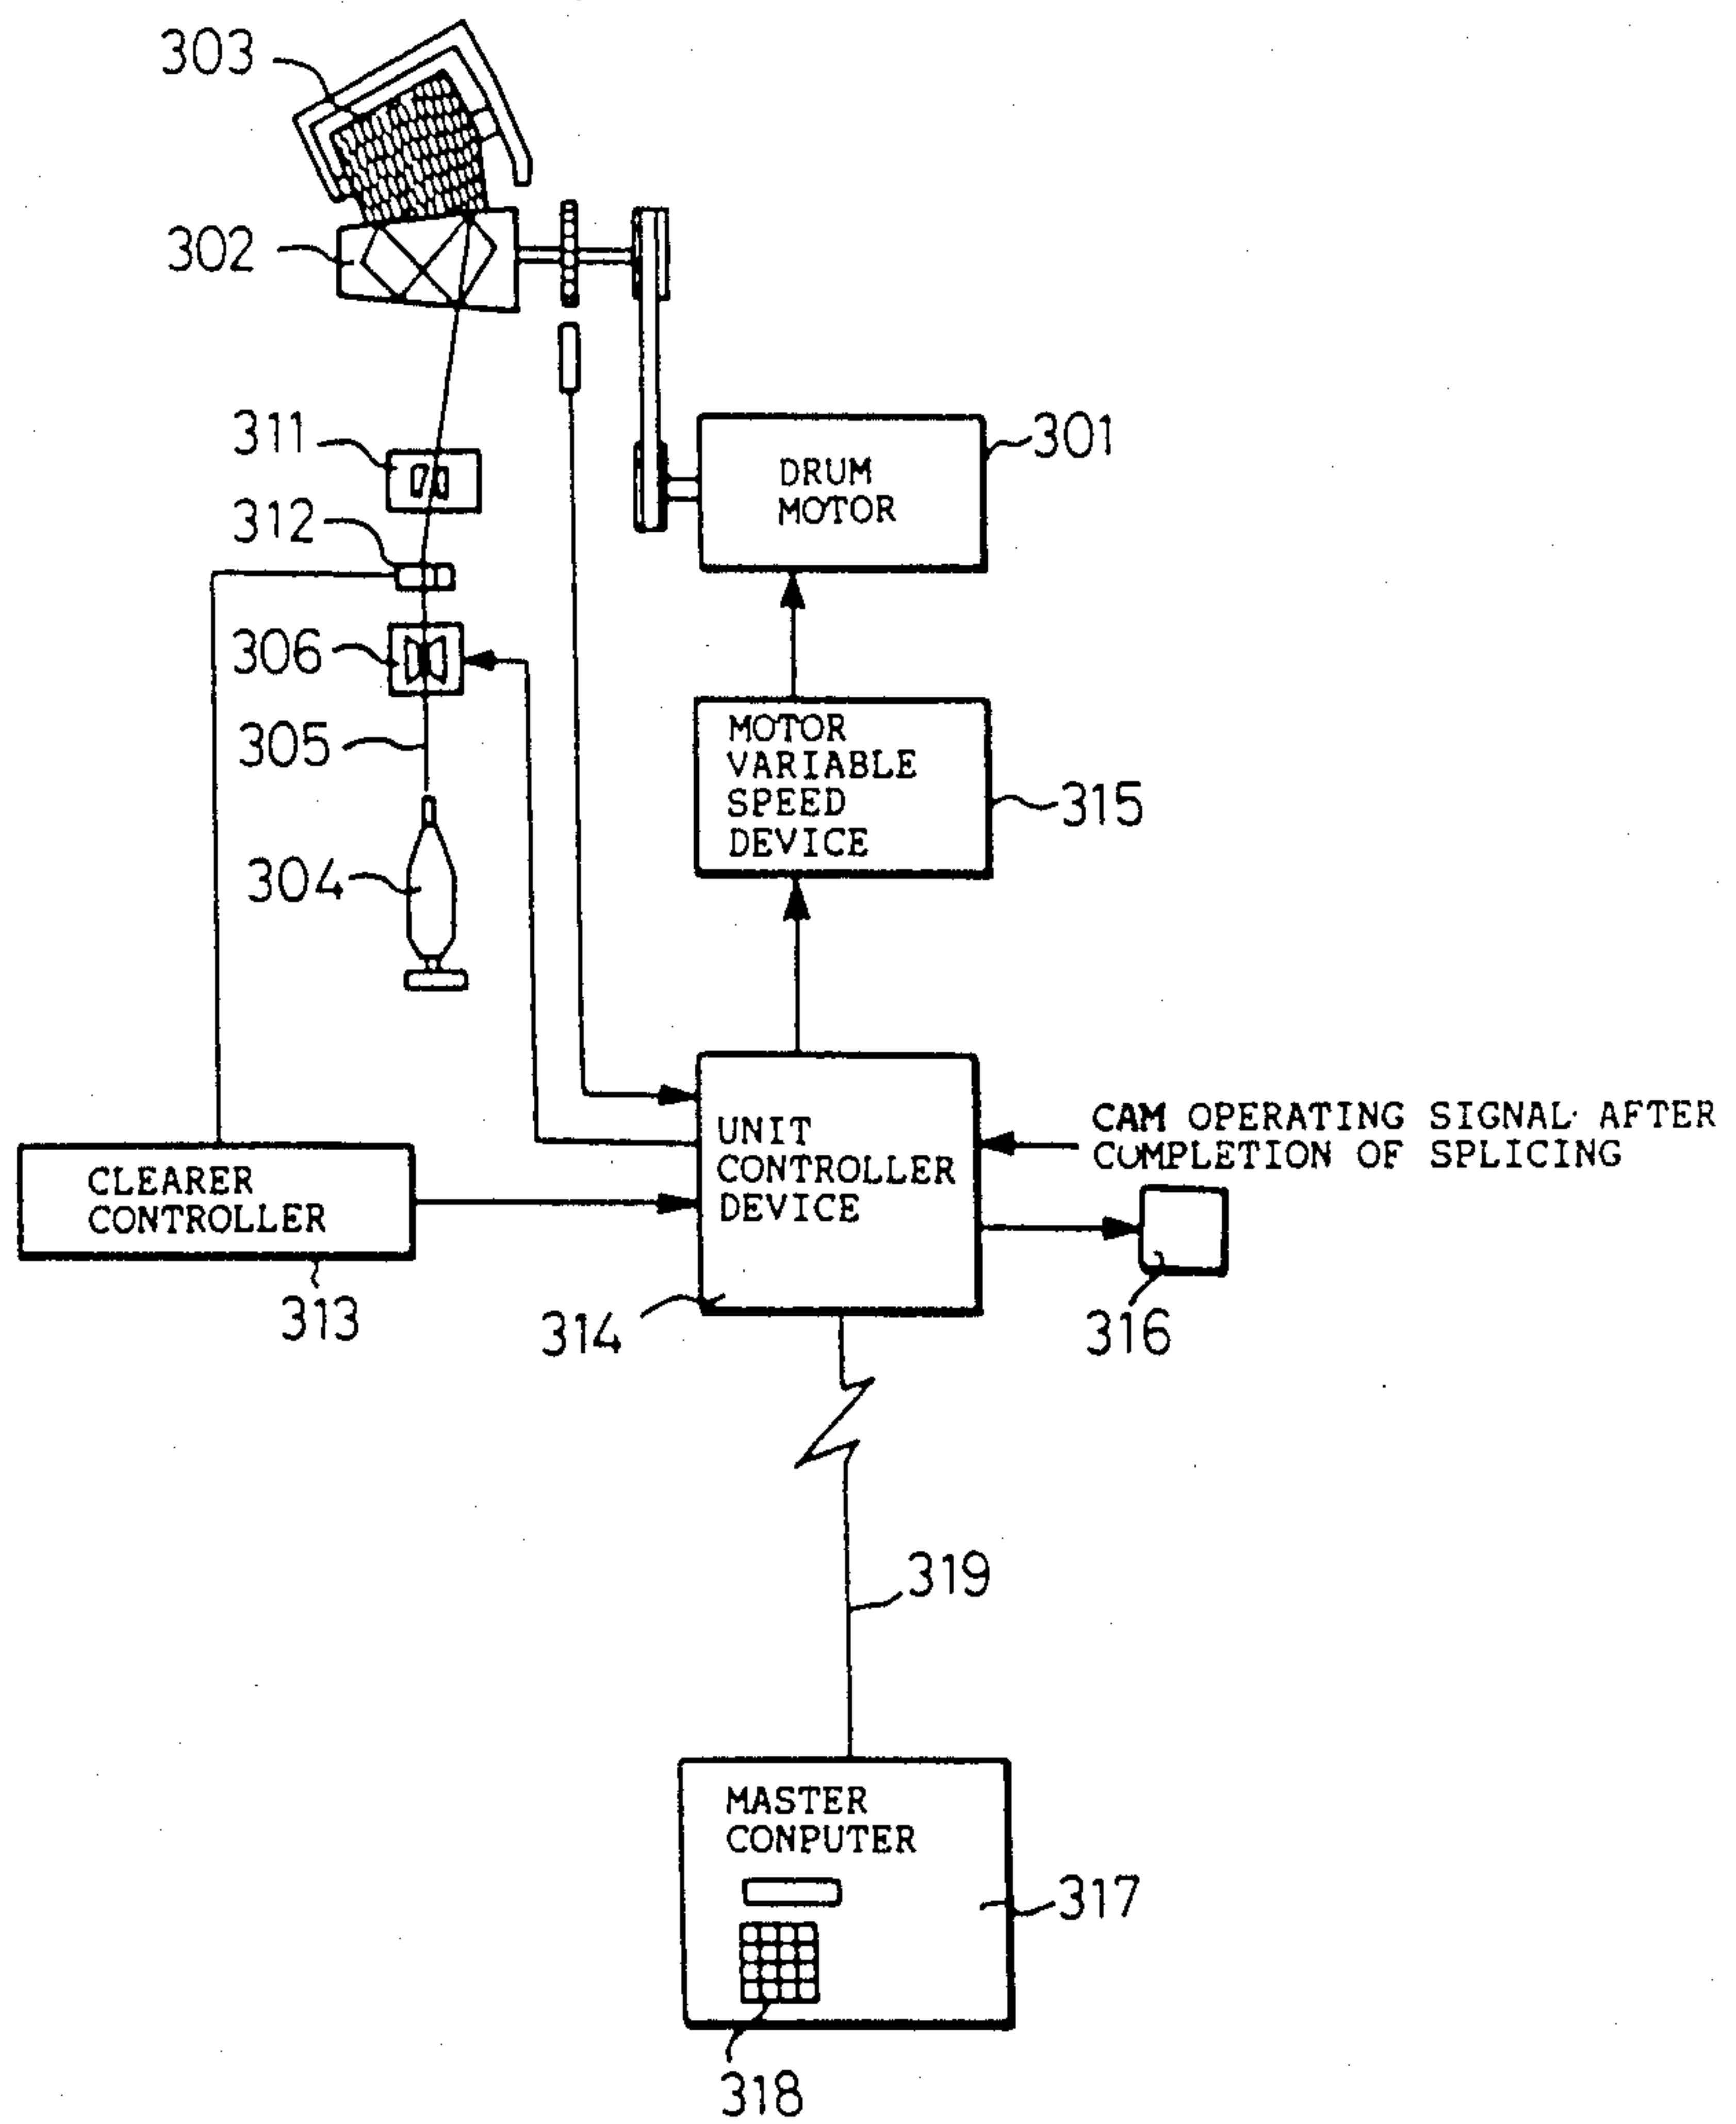 303
302
311
301
DRUM
MOTOR
312
306
305
MOTOR
VARIABLE
SPEED
DEVICE
315
304
CAM OPERATING SIGNAL AFTER
COMPLETION OF SPLICING
UNIT
CONTROLLER
DEVICE
CLEARER
CONTROLLER
313
314
316
319
MASTER
CONPUTER
317
318